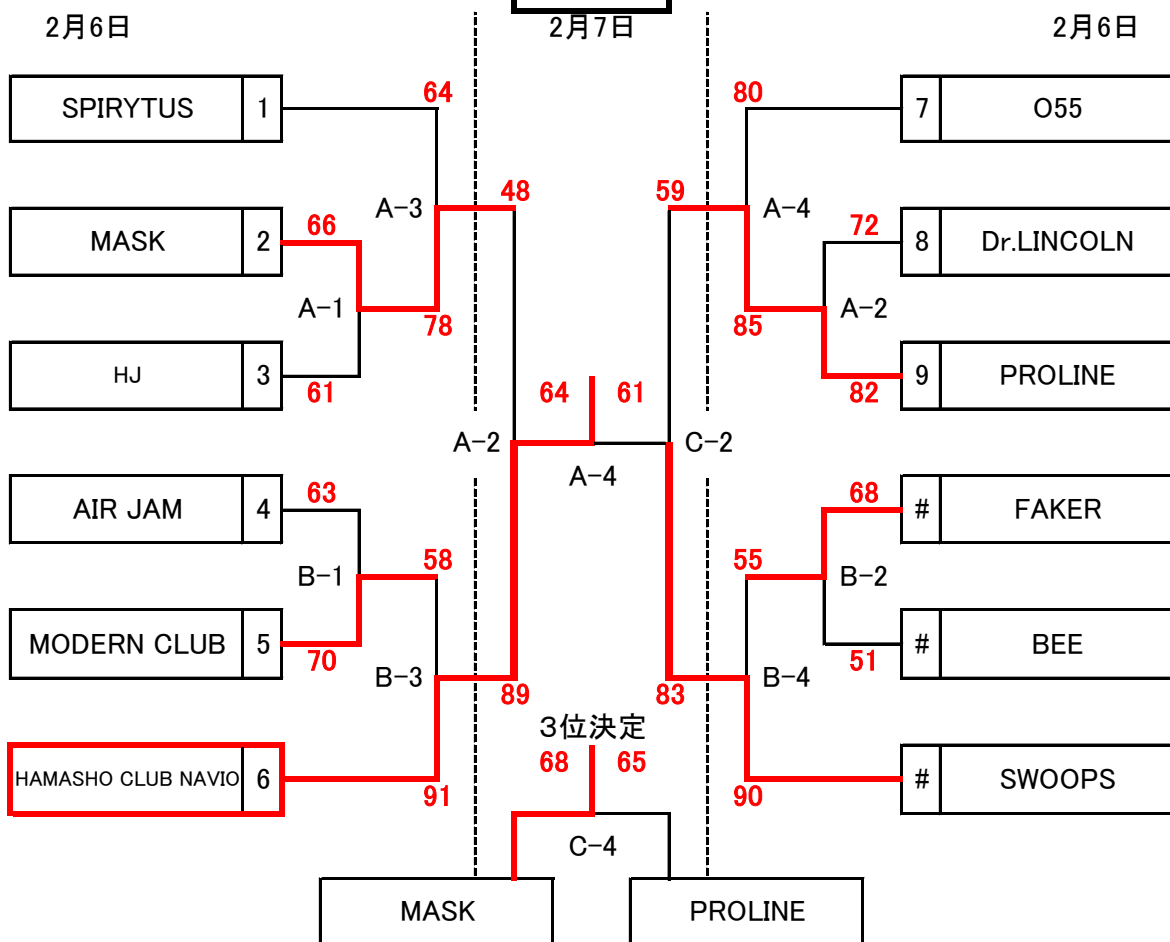 2月6日 2月7日 2月6日
SPIRYTUS 1 64 80 7 O55
A-3 48 59 A-4
MASK 2 66 72 8 Dr.LINCOLN
A-1 78 85 A-2
HJ 3 61 82 9 PROLINE
64 61
A-2 A-4 C-2
AIR JAM 4 63 68 # FAKER
B-1 58 55 B-2
MODERN CLUB 5 70 51 # BEE
B-3 89 83 B-4
3位決定
HAMASHO CLUB NAVIO 6 91 68 65 90 # SWOOPS
C-4
MASK PROLINE